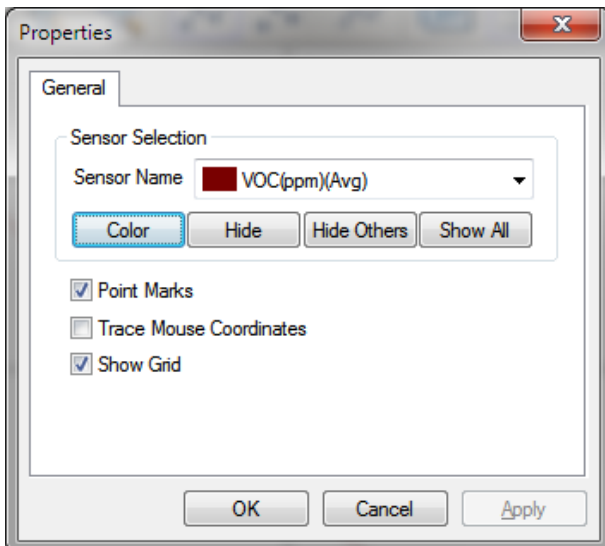 Properties
General
Sensor Selection
Sensor Name VOC(ppm)(Avg)
Color Hide Hide Others Show All
Point Marks
Trace Mouse Coordinates
Show Grid
OK Cancel Apply